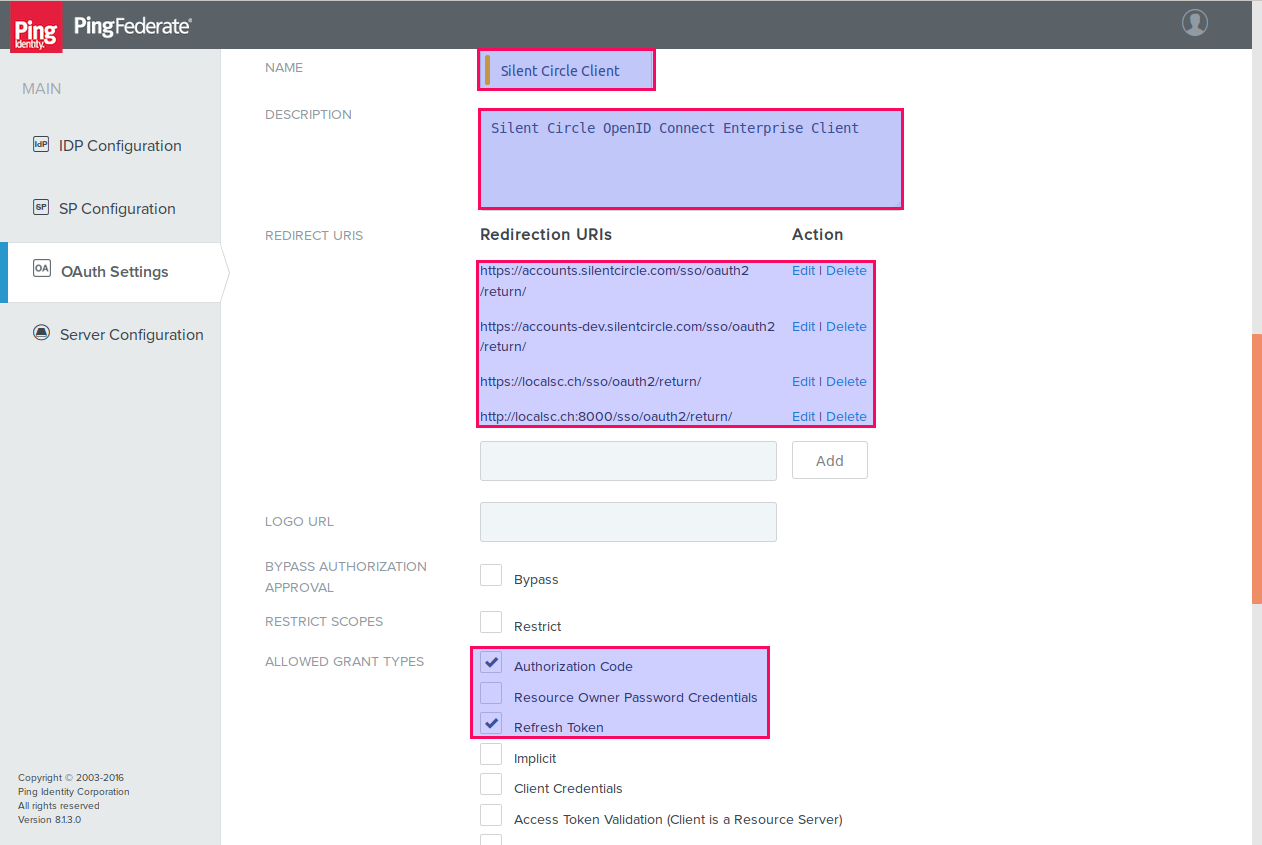 Ping
Identity.
PingFederate®
MAIN
IdP IDP Configuration
SP SP Configuration
OA OAuth Settings
Server Configuration
Copyright © 2003-2016
Ping Identity Corporation
All rights reserved
Version 8.1.3.0
NAME
Silent Circle Client
DESCRIPTION
Silent Circle OpenID Connect Enterprise Client
REDIRECT URIS
Redirection URIs Action
https://accounts.silentcircle.com/sso/oauth2
/return/
Edit | Delete
https://accounts-dev.silentcircle.com/sso/oauth2
/return/
Edit | Delete
https://localsc.ch/sso/oauth2/return/ Edit | Delete
http://localsc.ch:8000/sso/oauth2/return/ Edit | Delete
Add
LOGO URL
BYPASS AUTHORIZATION
APPROVAL
Bypass
RESTRICT SCOPES
Restrict
ALLOWED GRANT TYPES
Authorization Code
Resource Owner Password Credentials
Refresh Token
Implicit
Client Credentials
Access Token Validation (Client is a Resource Server)